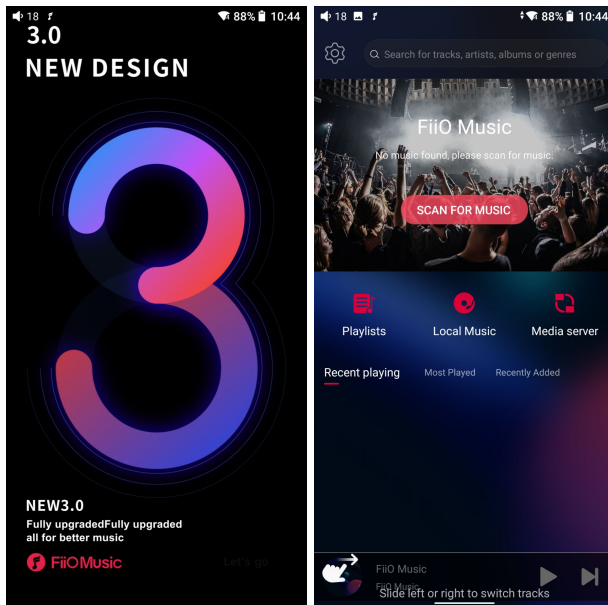 18 88% 10:44
3.0
NEW DESIGN
NEW3.0
Fully upgradedFully upgraded
all for better music
FiiO Music
Let's go
18 88% 10:44
Search for tracks, artists, albums or genres
FiiO Music
No music found, please scan for music.
SCAN FOR MUSIC
Playlists Local Music Media server
Recent playing Most Played Recently Added
FiiO Music
FiiO Music
Slide left or right to switch tracks